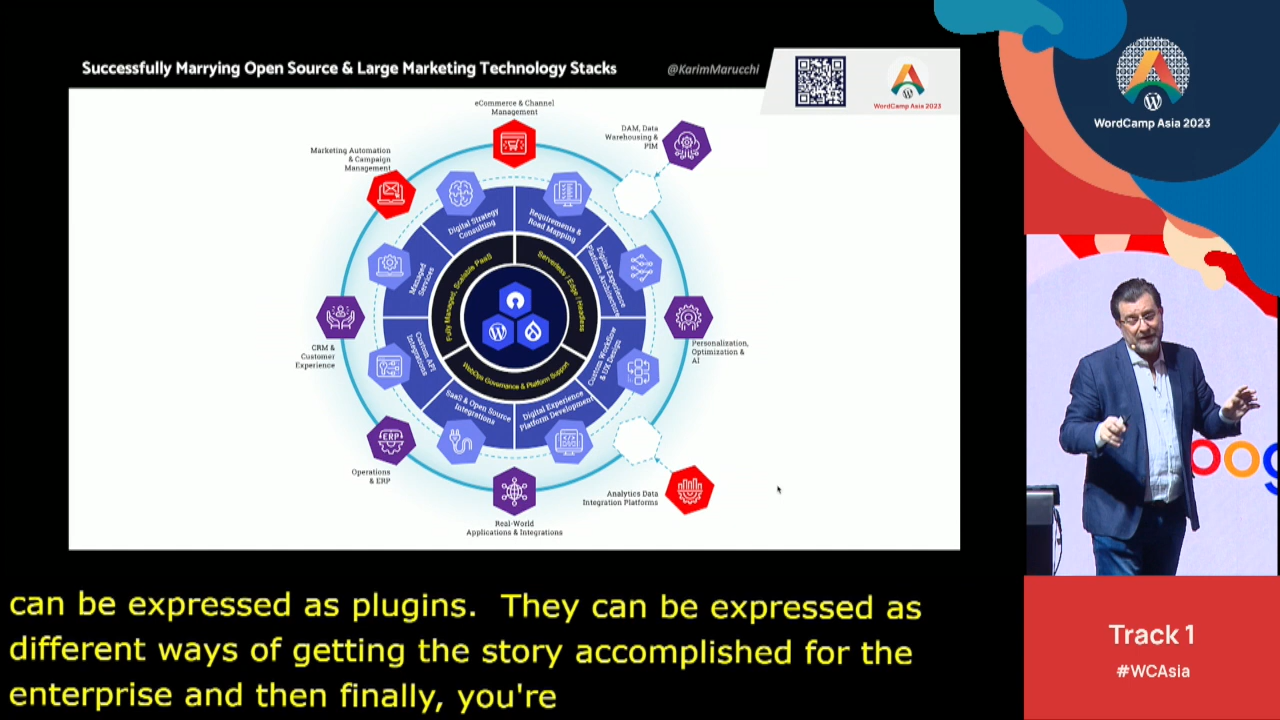 Successfully Marrying Open Source & Large Marketing Technology Stacks
@KarimMarucchi
WordCamp Asia 2023
WordCamp Asia 2023
eCommerce & Channel
Management
DAM, Data
Warehousing &
PIM
Marketing Automation
& Campaign
Management
Digital Strategy
Consulting
Requirements &
Road Mapping
Managed
Services
Digital Experience
Platform Architecture
Fully Managed, Scalable PaaS
Serverless / Edge / Headless
WebOps Governance & Platform Support
CRM &
Customer
Experience
Personalization,
Optimization &
AI
Custom API
Integrations
Custom Workflow
& UX Design
SaaS & Open Source
Integrations
Digital Experience
Platform Development
ERP
Operations
& ERP
Analytics Data
Integration Platforms
Real-World
Applications & Integrations
oog
can be expressed as plugins. They can be expressed as
different ways of getting the story accomplished for the
enterprise and then finally, you're
Track 1
#WCAsia